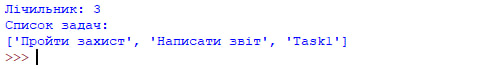 Лічильник: 3
Список задач:
['Пройти захист', 'Написати звіт', 'Task1']
>>>